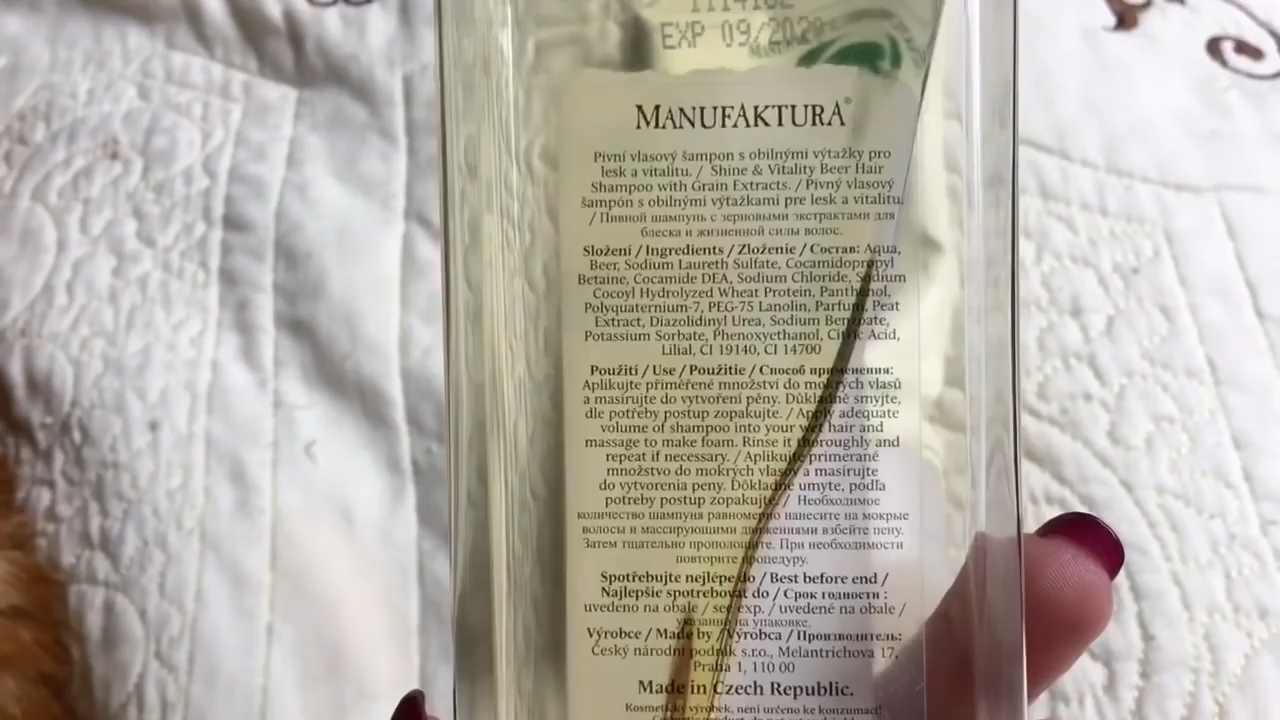 EXP 09/202
MANUFAKTURA®
Pivní vlasový šampon s obilnými výtažky pro
lesk a vitalitu. / Shine & Vitality Beer Hair
Shampoo with Grain Extracts. / Pivný vlasový
šampón s obilnými výťažkami pre lesk a vitalitu.
/ Пивной шампунь с зерновыми экстрактами для
блеска и жизненной силы волос.
Složení / Ingredients / Zloženie / Состав: Aqua,
Beer, Sodium Laureth Sulfate, Cocamidopropyl
Betaine, Cocamide DEA, Sodium Chloride, Sodium
Cocoyl Hydrolyzed Wheat Protein, Panthenol,
Polyquaternium-7, PEG-75 Lanolin, Parfum, Peat
Extract, Diazolidinyl Urea, Sodium Benzoate,
Potassium Sorbate, Phenoxyethanol, Citric Acid,
Lilial, CI 19140, CI 14700
Použití / Use / Použitie / Способ применения:
Aplikujte přiměřené množství do mokrých vlasů
a masírujte do vytvoření pěny. Důkladně smyjte,
dle potřeby postup zopakujte. / Apply adequate
volume of shampoo into your wet hair and
massage to make foam. Rinse it thoroughly and
repeat if necessary. / Aplikujte primerané
množstvo do mokrých vlasov a masírujte
do vytvorenia peny. Dôkladne umyte, podľa
potreby postup zopakujte. / Необходимое
количество шампуня равномерно нанесите на мокрые
волосы и массирующими движениями взбейте пену.
Затем тщательно прополощите. При необходимости
повторите процедуру.
Spotřebujte nejlépe do / Best before end /
Najlepšie spotrebovať do / Срок годности :
uvedeno na obale / see exp. / uvedené na obale /
указанно на упаковке.
Výrobce / Made by / Výrobca / Производитель:
Český národní podnik s.r.o., Melantrichova 17,
Praha 1, 110 00
Made in Czech Republic.
Kosmetický výrobek, není určeno ke konzumaci!